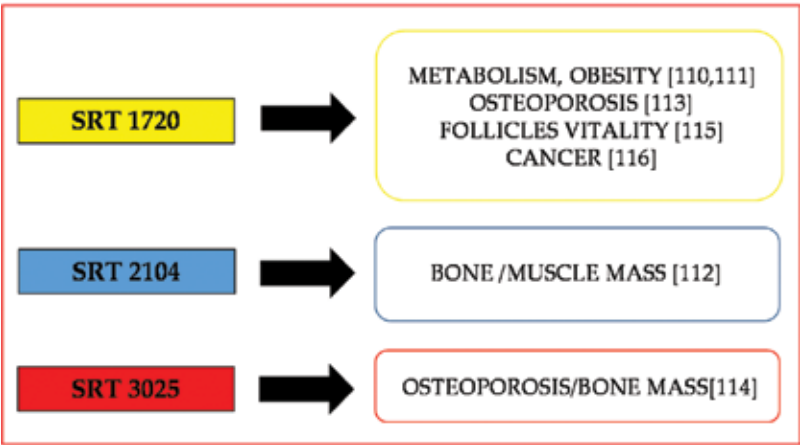 SRT 1720
METABOLISM, OBESITY [110,111]
OSTEOPOROSIS [113]
FOLLICLES VITALITY [115]
CANCER [116]
SRT 2104
BONE /MUSCLE MASS [112]
SRT 3025
OSTEOPOROSIS/BONE MASS[114]